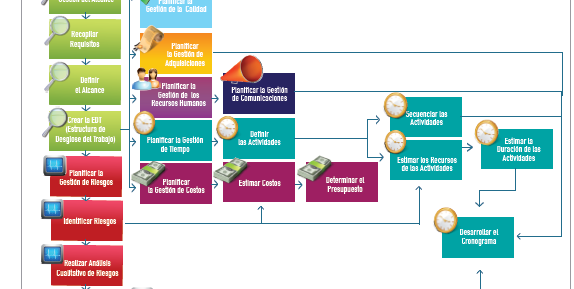 Gestión del Alcance
Planificar la
Gestión de la Calidad
Recopilar
Requisitos
Planificar
la Gestión de
Adquisiciones
Definir
el Alcance
Planificar la
Gestión de los
Recursos Humanos
Planificar la Gestión
de Comunicaciones
Crear la EDT
(Estructura de
Desglose del Trabajo)
Planificar la Gestión
de Tiempo
Definir
las Actividades
Secuenciar las
Actividades
Estimar los Recursos
de las Actividades
Estimar la
Duración de las
Actividades
Planificar la
Gestión de Riesgos
Planificar
la Gestión de Costos
Estimar Costos
Determinar el
Presupuesto
Identificar Riesgos
Desarrollar el
Cronograma
Realizar Análisis
Cualitativo de Riesgos